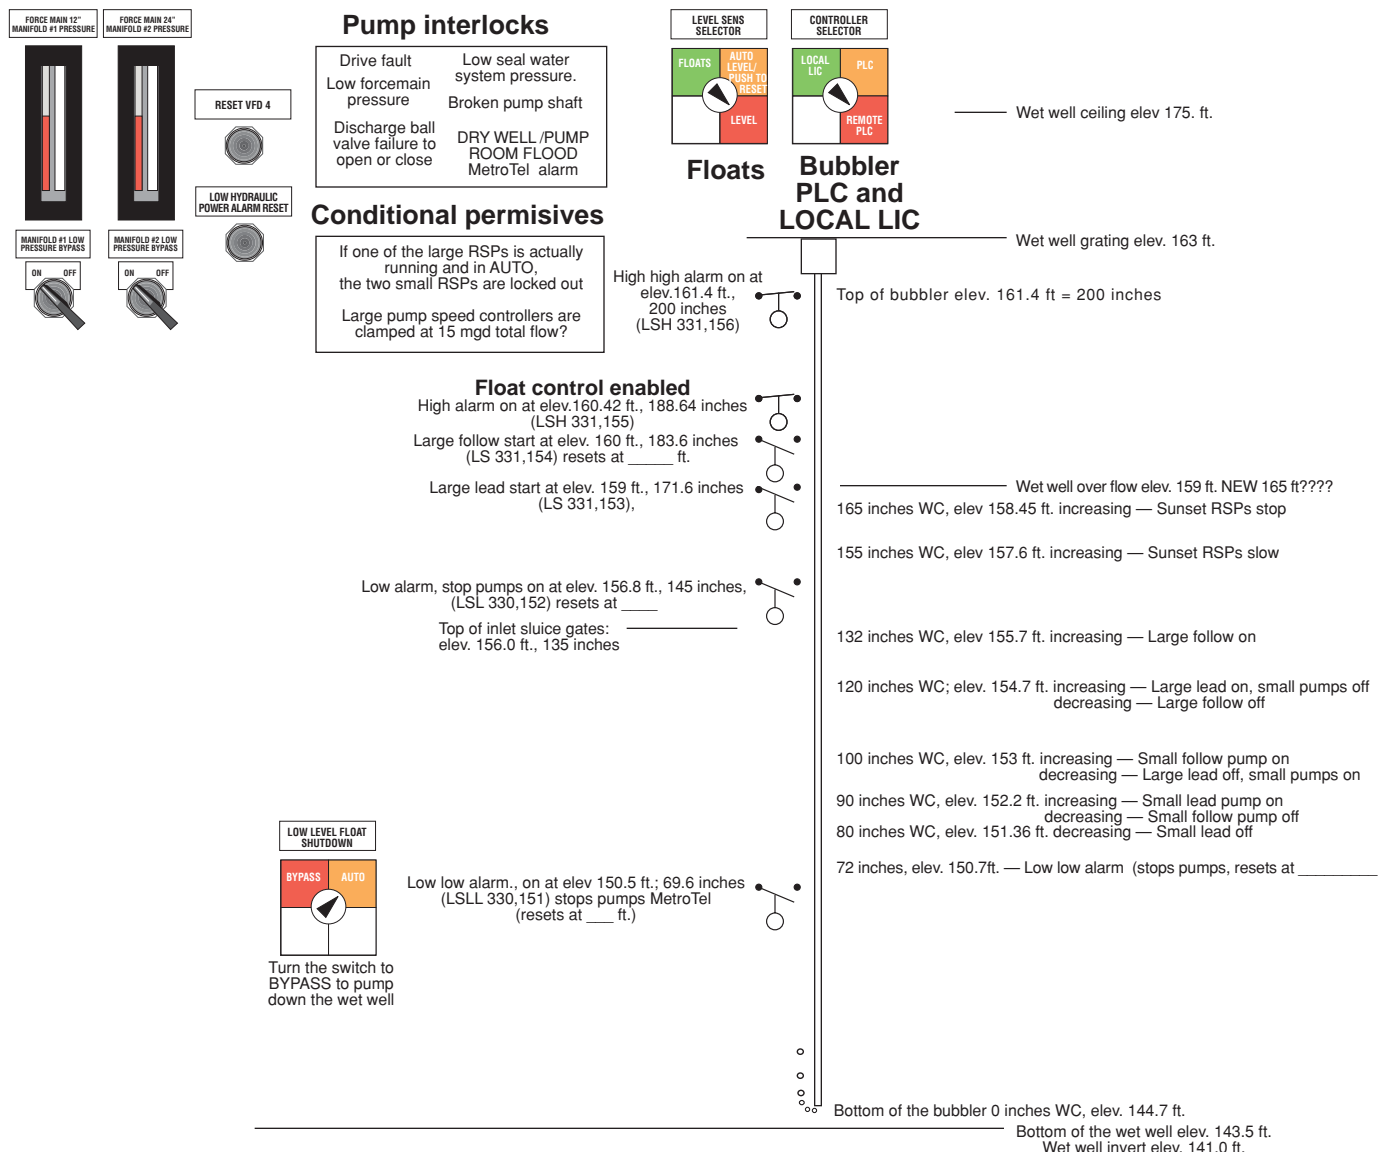 FORCE MAIN 12"
MANIFOLD #1 PRESSURE
FORCE MAIN 24"
MANIFOLD #2 PRESSURE
MANIFOLD #1 LOW
PRESSURE BYPASS
ON OFF
MANIFOLD #2 LOW
PRESSURE BYPASS
ON OFF
RESET VFD 4
LOW HYDRAULIC
POWER ALARM RESET
Pump interlocks
Drive fault
Low forcemain
pressure
Discharge ball
valve failure to
open or close
Low seal water
system pressure.
Broken pump shaft
DRY WELL /PUMP
ROOM FLOOD
MetroTel alarm
Conditional permisives
If one of the large RSPs is actually
running and in AUTO,
the two small RSPs are locked out
Large pump speed controllers are
clamped at 15 mgd total flow?
LEVEL SENS
SELECTOR
FLOATS
AUTO
LEVEL/
PUSH TO
RESET
LEVEL
Floats
CONTROLLER
SELECTOR
LOCAL
LIC
PLC
REMOTE
PLC
Bubbler
PLC and
LOCAL LIC
High high alarm on at
elev.161.4 ft.,
200 inches
(LSH 331,156)
Float control enabled
High alarm on at elev.160.42 ft., 188.64 inches
(LSH 331,155)
Large follow start at elev. 160 ft., 183.6 inches
(LS 331,154) resets at _____ ft.
Large lead start at elev. 159 ft., 171.6 inches
(LS 331,153),
Low alarm, stop pumps on at elev. 156.8 ft., 145 inches,
(LSL 330,152) resets at ____
Top of inlet sluice gates:
elev. 156.0 ft., 135 inches
LOW LEVEL FLOAT
SHUTDOWN
BYPASS
AUTO
Turn the switch to
BYPASS to pump
down the wet well
Low low alarm., on at elev 150.5 ft.; 69.6 inches
(LSLL 330,151) stops pumps MetroTel
(resets at ___ ft.)
Wet well ceiling elev 175. ft.
Wet well grating elev. 163 ft.
Top of bubbler elev. 161.4 ft = 200 inches
Wet well over flow elev. 159 ft. NEW 165 ft????
165 inches WC, elev 158.45 ft. increasing — Sunset RSPs stop
155 inches WC, elev 157.6 ft. increasing — Sunset RSPs slow
132 inches WC, elev 155.7 ft. increasing — Large follow on
120 inches WC; elev. 154.7 ft. increasing — Large lead on, small pumps off
decreasing — Large follow off
100 inches WC, elev. 153 ft. increasing — Small follow pump on
decreasing — Large lead off, small pumps on
90 inches WC, elev. 152.2 ft. increasing — Small lead pump on
decreasing — Small follow pump off
80 inches WC, elev. 151.36 ft. decreasing — Small lead off
72 inches, elev. 150.7ft. — Low low alarm (stops pumps, resets at __________
Bottom of the bubbler 0 inches WC, elev. 144.7 ft.
Bottom of the wet well elev. 143.5 ft.
Wet well invert elev. 141.0 ft.